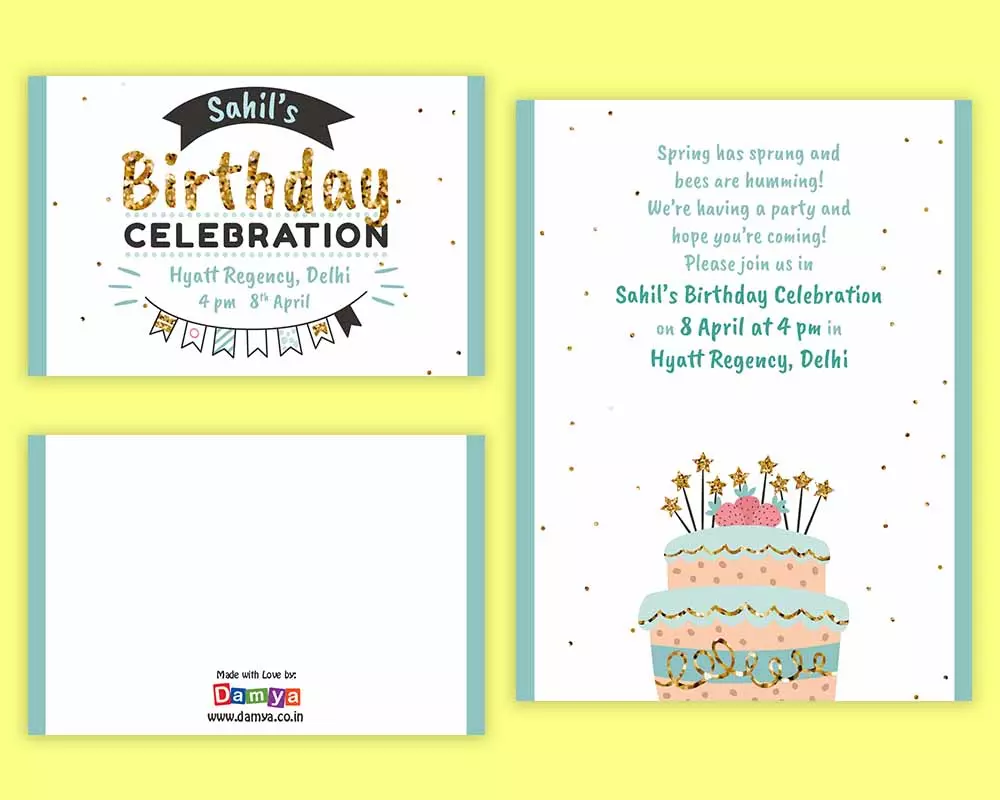 Sahil's
Birthday
CELEBRATION
Hyatt Regency, Delhi
4 pm 8th April
Spring has sprung and
bees are humming!
We're having a party and
hope you're coming!
Please join us in
Sahil's Birthday Celebration
on 8 April at 4 pm in
Hyatt Regency, Delhi
Made with Love by:
Damya
www.damya.co.in